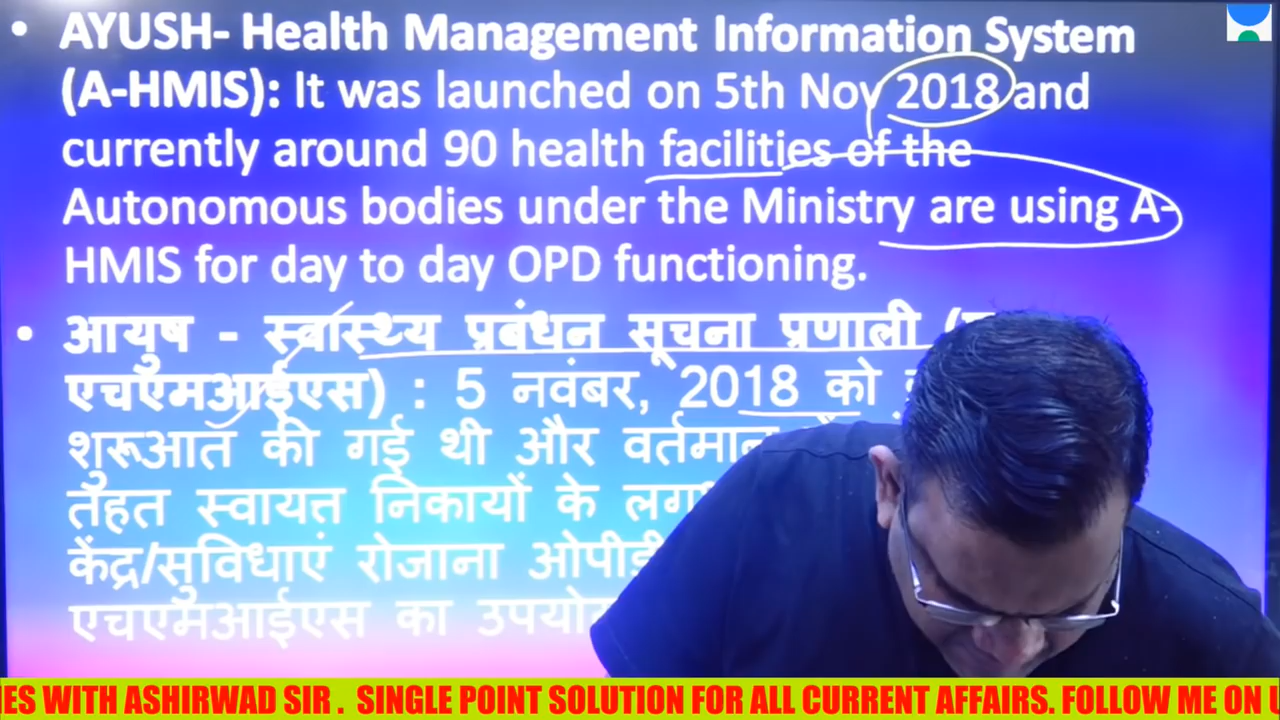 • AYUSH- Health Management Information System
(A-HMIS): It was launched on 5th Nov 2018 and
currently around 90 health facilities of the
Autonomous bodies under the Ministry are using A-
HMIS for day to day OPD functioning.
• आयुष - स्वास्थ्य प्रबंधन सूचना प्रणाली (
एचएमआईएस) : 5 नवंबर, 2018 को
शुरूआत की गई थी और वर्तमान
तहत स्वायत्त निकायों के
केंद्र/सुविधाएं रोजाना
एचएमआईएस का
ES WITH ASHIRWAD SIR . SINGLE POINT SOLUTION FOR ALL CURRENT AFFAIRS. FOLLOW ME ON U